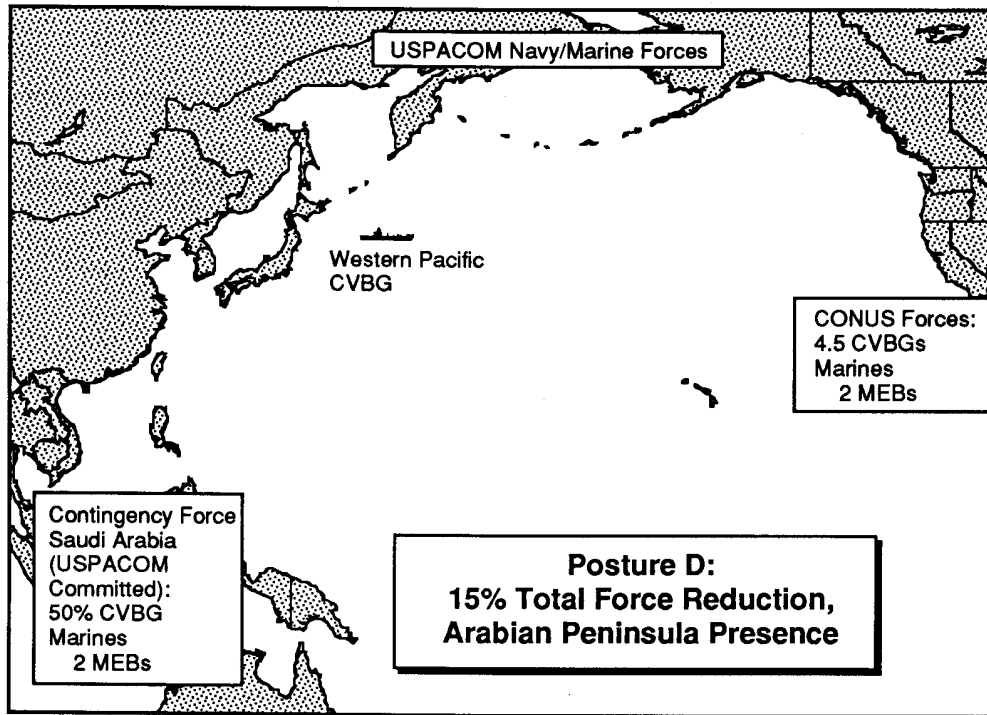 USPACOM Navy/Marine Forces
Western Pacific
CVBG
CONUS Forces:
4.5 CVBGs
Marines
2 MEBs
Contingency Force
Saudi Arabia
(USPACOM
Committed):
50% CVBG
Marines
2 MEBs
Posture D:
15% Total Force Reduction,
Arabian Peninsula Presence